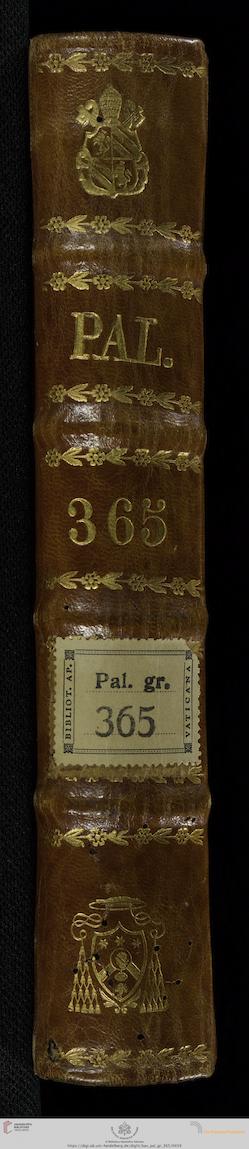 PAL.
365
BIBLIOT. AP.
Pal. gr.
365
VATICANA